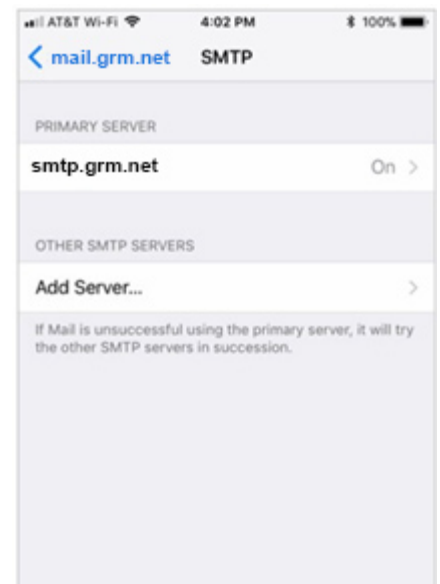 AT&T Wi-Fi 4:02 PM 100%
mail.grm.net SMTP
PRIMARY SERVER
smtp.grm.net On
OTHER SMTP SERVERS
Add Server...
If Mail is unsuccessful using the primary server, it will try
the other SMTP servers in succession.